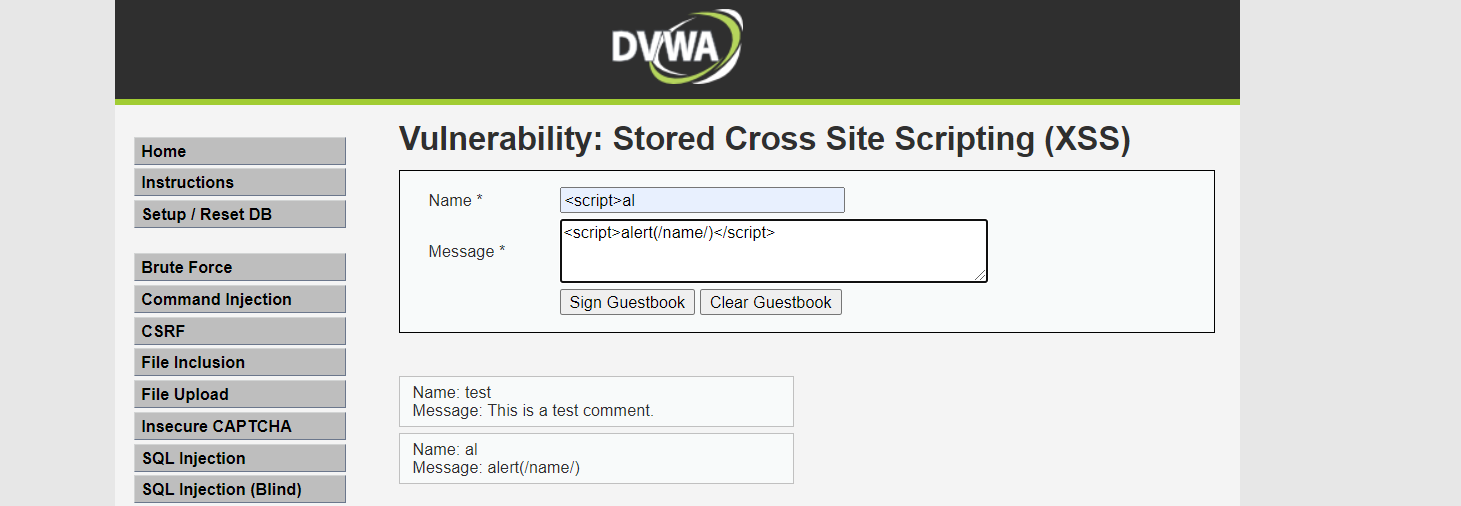 DVWA
Vulnerability: Stored Cross Site Scripting (XSS)
Home
Instructions
Setup / Reset DB
Brute Force
Command Injection
CSRF
File Inclusion
File Upload
Insecure CAPTCHA
SQL Injection
SQL Injection (Blind)
Name * <script>al
Message * <script>alert(/name/)</script>
Sign Guestbook Clear Guestbook
Name: test
Message: This is a test comment.
Name: al
Message: alert(/name/)